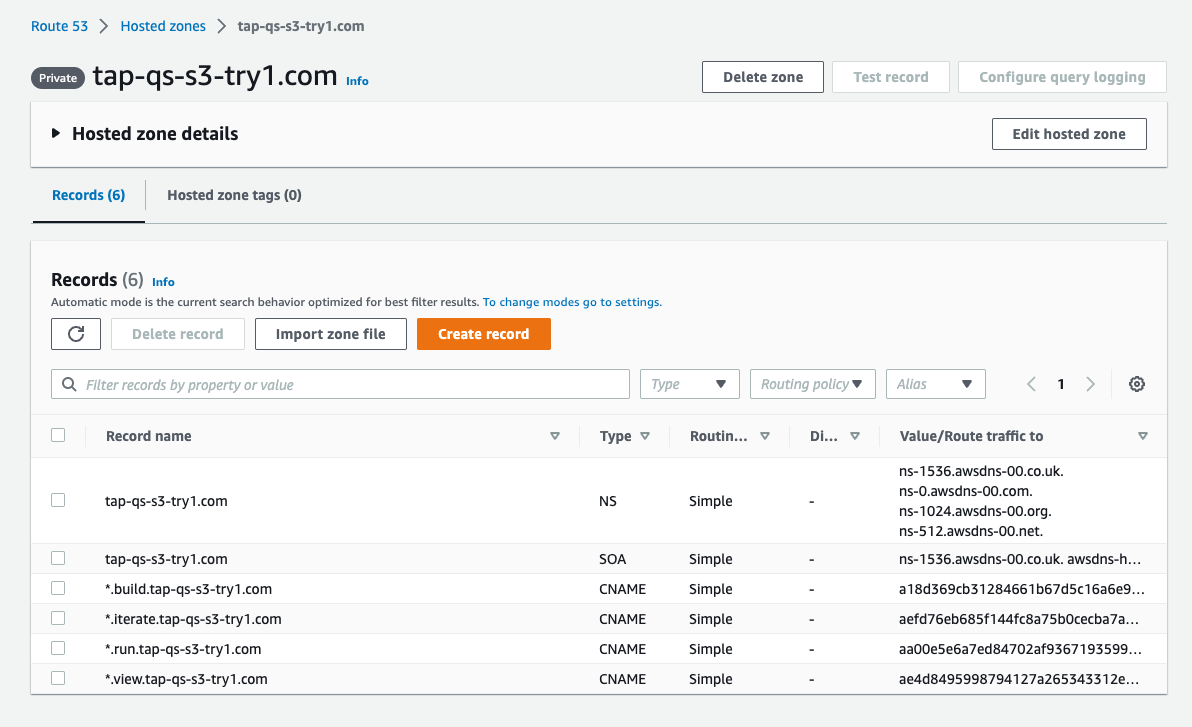 Route 53 > Hosted zones > tap-qs-s3-try1.com
Private tap-qs-s3-try1.com Info
Delete zone Test record Configure query logging
Hosted zone details
Edit hosted zone
Records (6) Hosted zone tags (0)
Records (6) Info
Automatic mode is the current search behavior optimized for best filter results. To change modes go to settings.
Delete record Import zone file Create record
Filter records by property or value Type Routing policy Alias 1
Record name Type Routin... Di... Value/Route traffic to
tap-qs-s3-try1.com NS Simple - ns-1536.awsdns-00.co.uk.
ns-0.awsdns-00.com.
ns-1024.awsdns-00.org.
ns-512.awsdns-00.net.
tap-qs-s3-try1.com SOA Simple - ns-1536.awsdns-00.co.uk. awsdns-h...
*.build.tap-qs-s3-try1.com CNAME Simple - a18d369cb31284661b67d5c16a6e9...
*.iterate.tap-qs-s3-try1.com CNAME Simple - aefd76eb685f144fc8a75b0cecba7a...
*.run.tap-qs-s3-try1.com CNAME Simple - aa00e5e6a7ed84702af9367193599...
*.view.tap-qs-s3-try1.com CNAME Simple - ae4d8495998794127a265343312e...